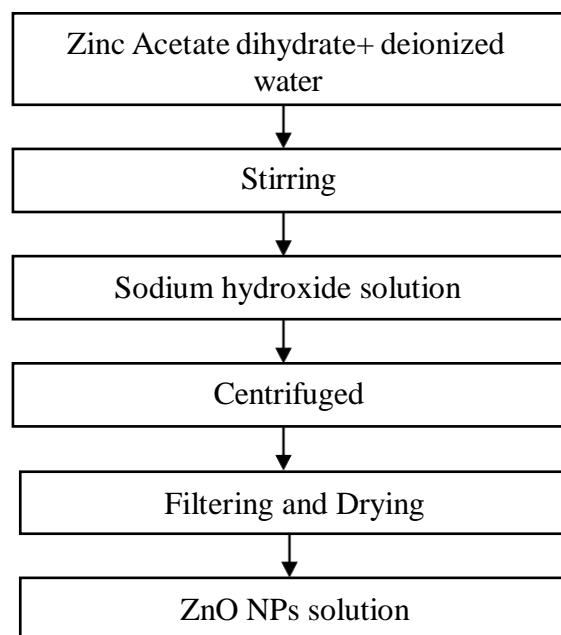 Zinc Acetate dihydrate+ deionized
water
Stirring
Sodium hydroxide solution
Centrifuged
Filtering and Drying
ZnO NPs solution